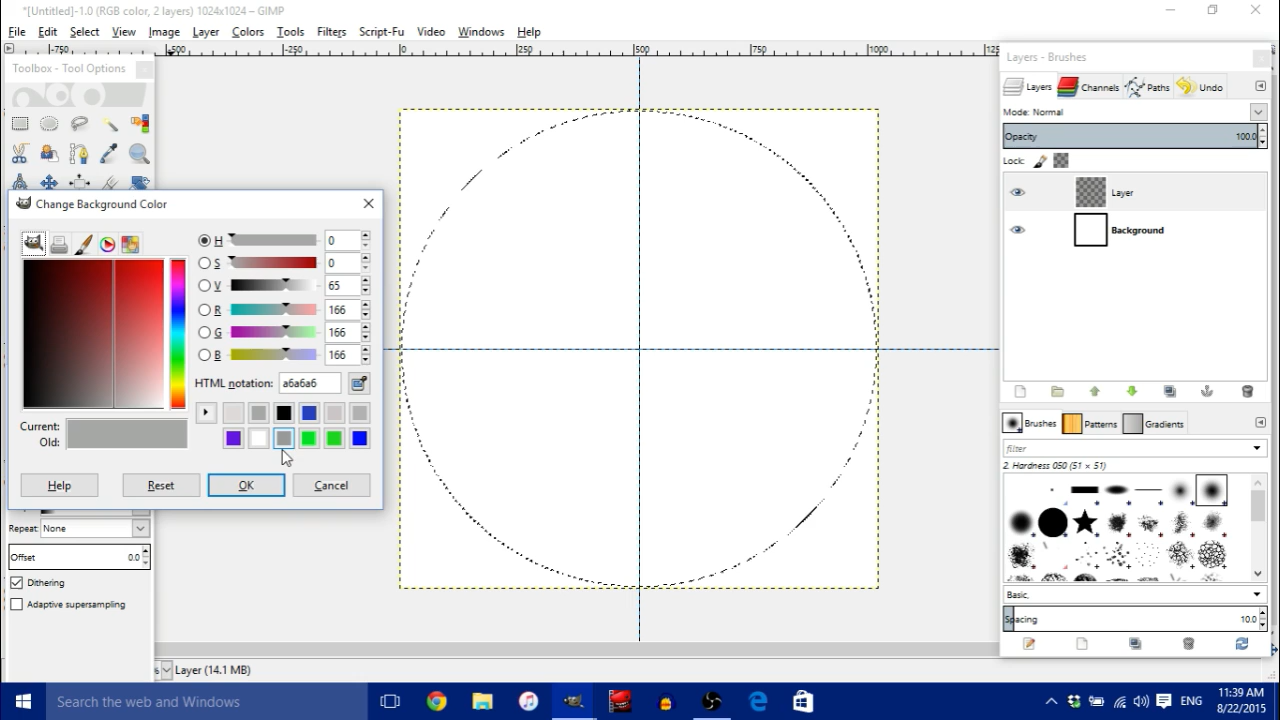 *[Untitled]-1.0 (RGB color, 2 layers) 1024x1024 – GIMP
File Edit Select View Image Layer Colors Tools Filters Script-Fu Video Windows Help
-750 -500 -250 0 250 500 750 1000 125
Toolbox - Tool Options
Layers - Brushes
Layers Channels Paths Undo
Mode: Normal
Opacity 100.0
Lock:
Layer
Background
Change Background Color
H 0
S 0
V 65
R 166
G 166
B 166
HTML notation: a6a6a6
Current:
Old:
Help Reset OK Cancel
Repeat: None
Offset 0.0
Dithering
Adaptive supersampling
Brushes Patterns Gradients
filter
2. Hardness 050 (51 × 51)
Basic,
Spacing 10.0
% Layer (14.1 MB)
Search the web and Windows
ENG
11:39 AM
8/22/2015